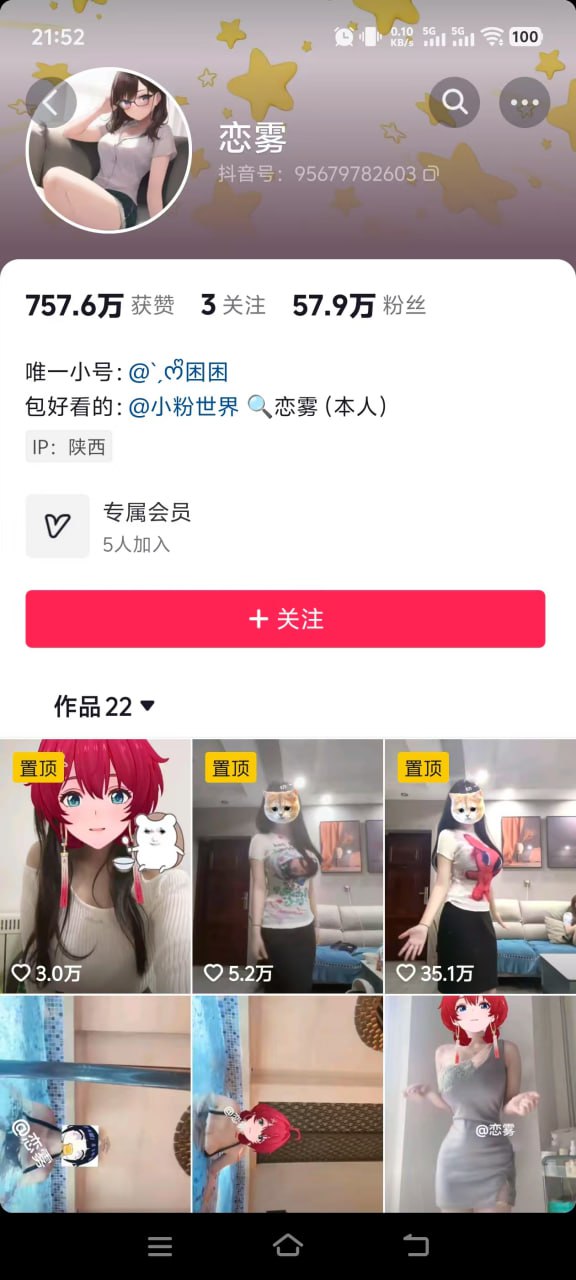 21:52
0.10 KB/s 5G 5G 100
恋雾
抖音号：95679782603
757.6万 获赞 3 关注 57.9万 粉丝
唯一小号：@`ˏ୯困困
包好看的：@小粉世界 🔍恋雾（本人）
IP：陕西
专属会员
5人加入
+ 关注
作品 22
置顶 置顶 置顶
3.0万 5.2万 35.1万
@恋雾 @恋雾 @恋雾